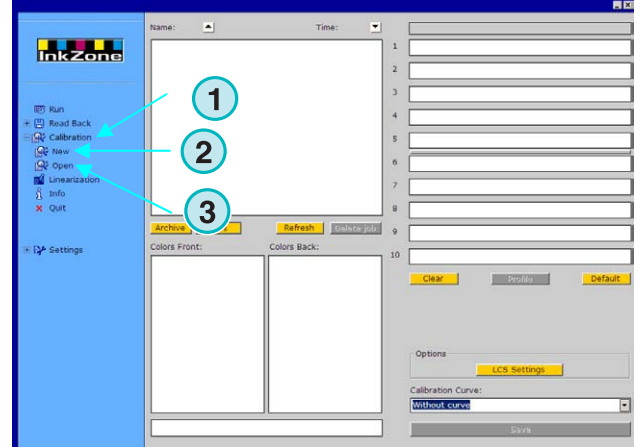 InkZone
Run
Read Back
Calibration
New
Open
Linearization
Info
Quit
Settings
1
2
3
Name:
Time:
Archive
Refresh
Delete job
Colors Front:
Colors Back:
1
2
3
4
5
6
7
8
9
10
Clear
Profile
Default
Options
LCS Settings
Calibration Curve:
Without curve
Save